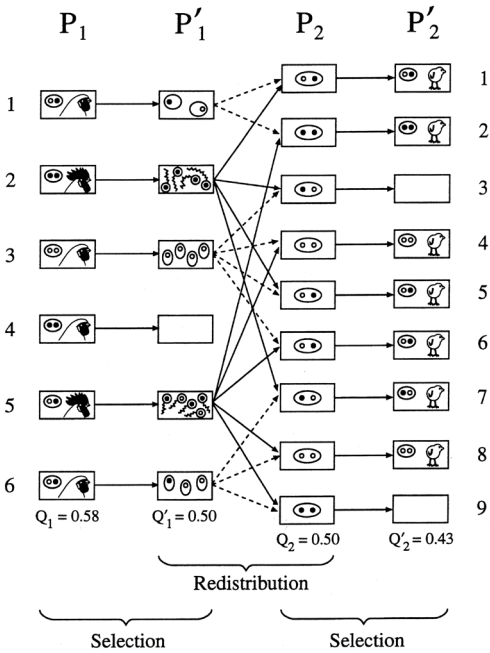 P₁ P′₁ P₂ P′₂
1 1
2 2
3 3
4 4
5 5
6 6
7
8
9
Q₁ = 0.58 Q′₁ = 0.50 Q₂ = 0.50 Q′₂ = 0.43
Redistribution
Selection Selection